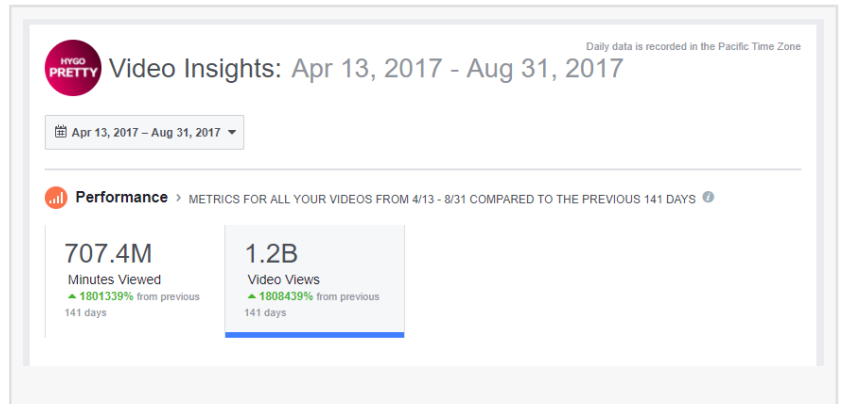 Daily data is recorded in the Pacific Time Zone
HYGO
PRETTY
Video Insights: Apr 13, 2017 - Aug 31, 2017
Apr 13, 2017 – Aug 31, 2017
Performance > METRICS FOR ALL YOUR VIDEOS FROM 4/13 - 8/31 COMPARED TO THE PREVIOUS 141 DAYS i
707.4M
Minutes Viewed
1801339% from previous
141 days
1.2B
Video Views
1808439% from previous
141 days